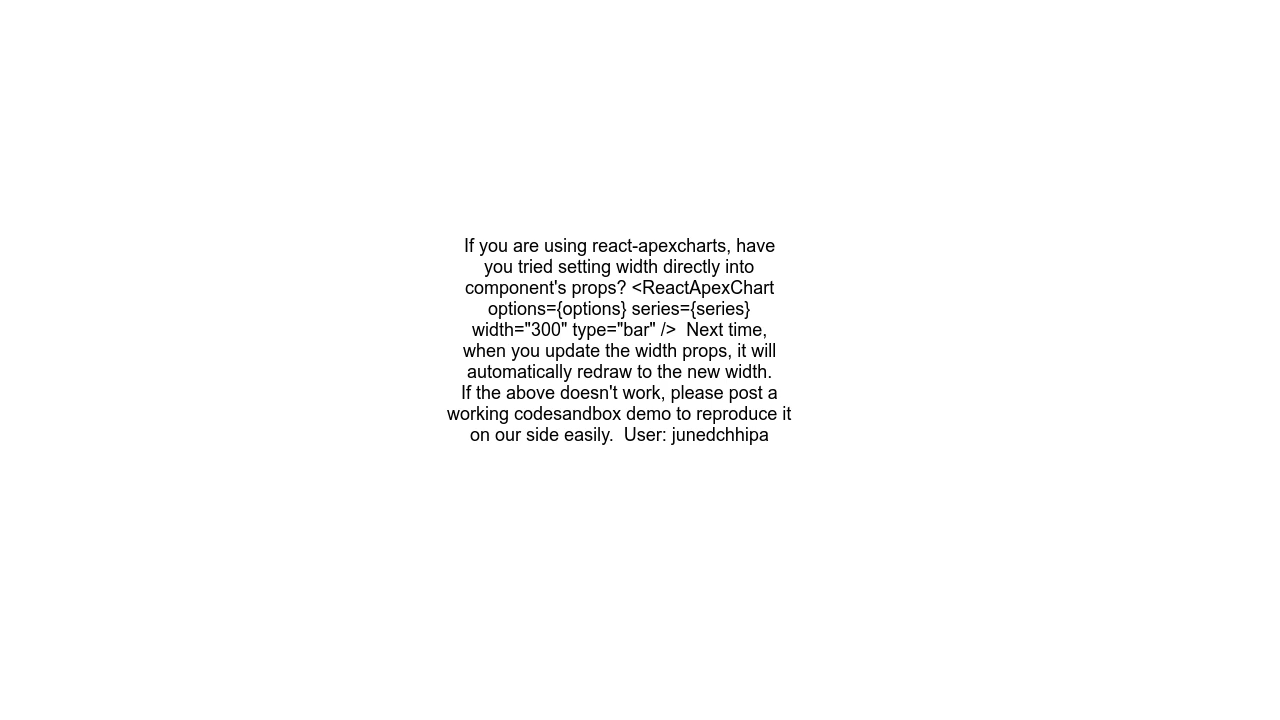 If you are using react-apexcharts, have
you tried setting width directly into
component's props? <ReactApexChart
options={options} series={series}
width="300" type="bar" />  Next time,
when you update the width props, it will
automatically redraw to the new width.
If the above doesn't work, please post a
working codesandbox demo to reproduce it
on our side easily.  User: junedchhipa